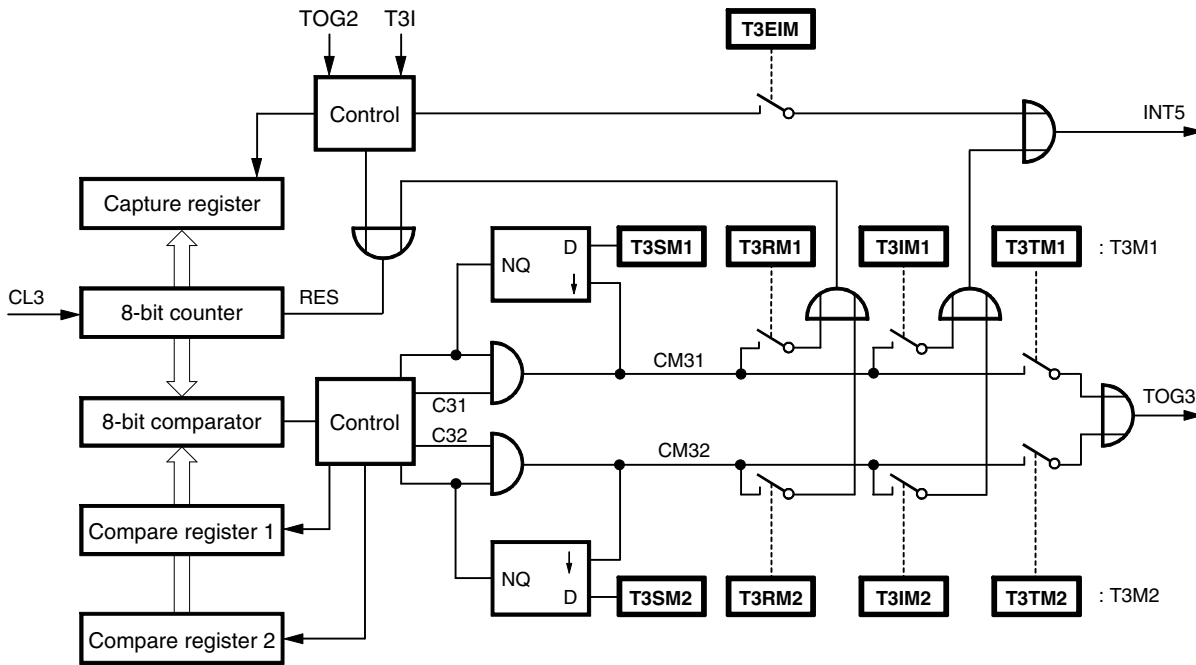 TOG2 T3I
T3EIM
Control
INT5
Capture register
D
NQ
T3SM1
T3RM1
T3IM1
T3TM1
: T3M1
CL3
8-bit counter
RES
CM31
C31
8-bit comparator
Control
TOG3
C32
CM32
Compare register 1
NQ
D
T3SM2
T3RM2
T3IM2
T3TM2
: T3M2
Compare register 2